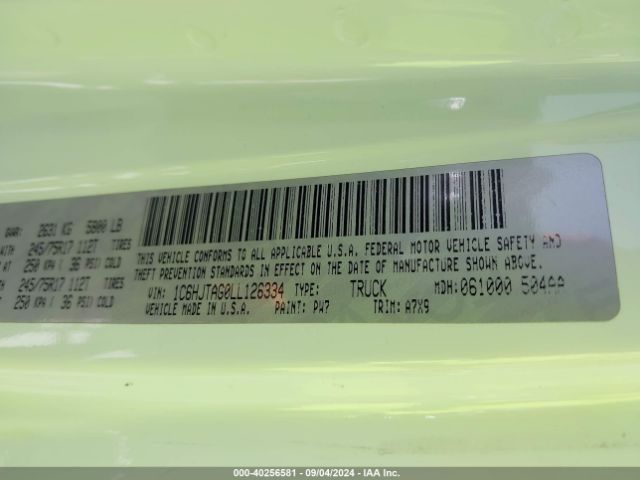 GVWR: 2631 KG 5800 LB
WITH 245/75R17 112T TIRES
AT 250 KPA ( 36 PSI) COLD
WITH 245/75R17 112T TIRES
250 KPA ( 36 PSI) COLD
THIS VEHICLE CONFORMS TO ALL APPLICABLE U.S.A. FEDERAL MOTOR VEHICLE SAFETY AND
THEFT PREVENTION STANDARDS IN EFFECT ON THE DATE OF MANUFACTURE SHOWN ABOVE.
VIN: 1C6HJTAG0LL126334 TYPE: TRUCK MDH: 061000 504AA
VEHICLE MADE IN U.S.A. PAINT: PW7 TRIM: A7X9
000-40256581 - 09/04/2024 - IAA Inc.